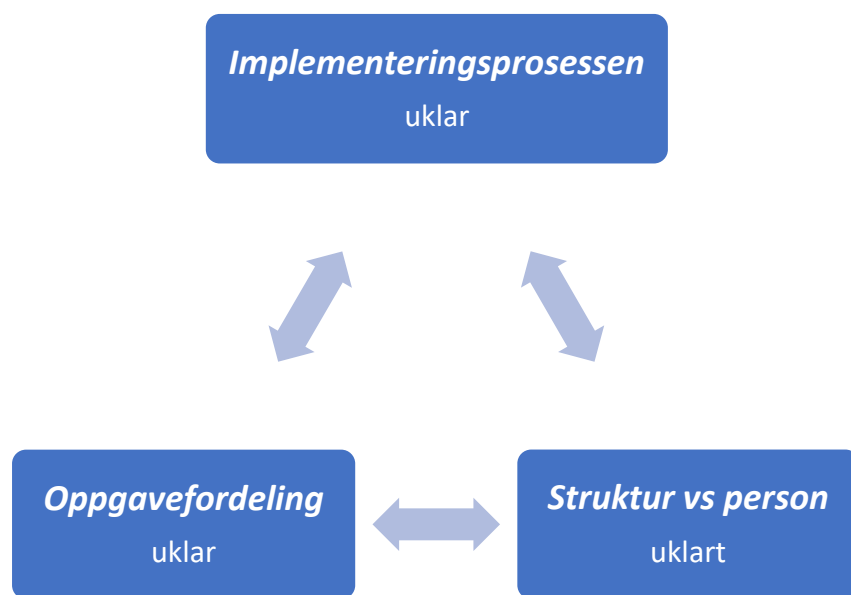 Implementeringsprosessen
uklar
Oppgavefordeling
uklar
Struktur vs person
uklart